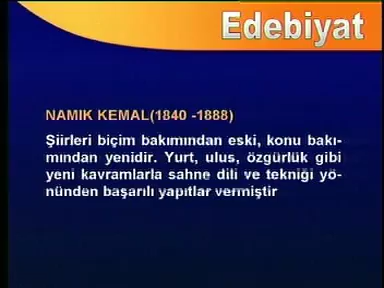 Edebiyat
NAMIK KEMAL(1840 -1888)
Şiirleri biçim bakımından eski, konu bakı-
mından yenidir. Yurt, ulus, özgürlük gibi
yeni kavramlarla sahne dili ve tekniği yö-
nünden başarılı yapıtlar vermiştir